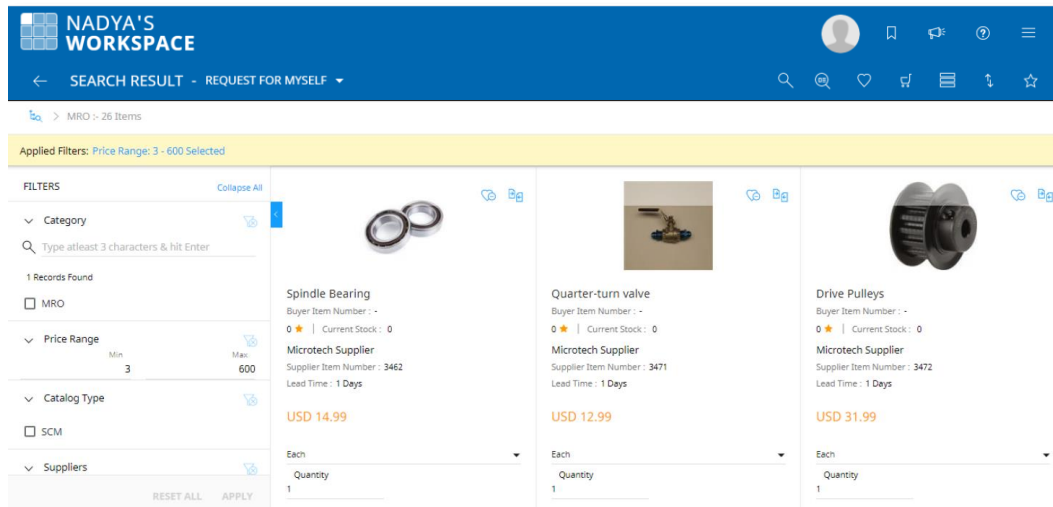 NADYA'S
WORKSPACE
SEARCH RESULT - REQUEST FOR MYSELF
MRO :- 26 Items
Applied Filters: Price Range: 3 - 600 Selected
FILTERS
Collapse All
Category
Type atleast 3 characters & hit Enter
1 Records Found
MRO
Price Range
Min
Max
3
600
Catalog Type
SCM
Suppliers
RESET ALL APPLY
Spindle Bearing
Buyer Item Number : -
0 ★ | Current Stock : 0
Microtech Supplier
Supplier Item Number : 3462
Lead Time : 1 Days
USD 14.99
Each
Quantity
1
Quarter-turn valve
Buyer Item Number : -
0 ★ | Current Stock : 0
Microtech Supplier
Supplier Item Number : 3471
Lead Time : 1 Days
USD 12.99
Each
Quantity
1
Drive Pulleys
Buyer Item Number : -
0 ★ | Current Stock : 0
Microtech Supplier
Supplier Item Number : 3472
Lead Time : 1 Days
USD 31.99
Each
Quantity
1